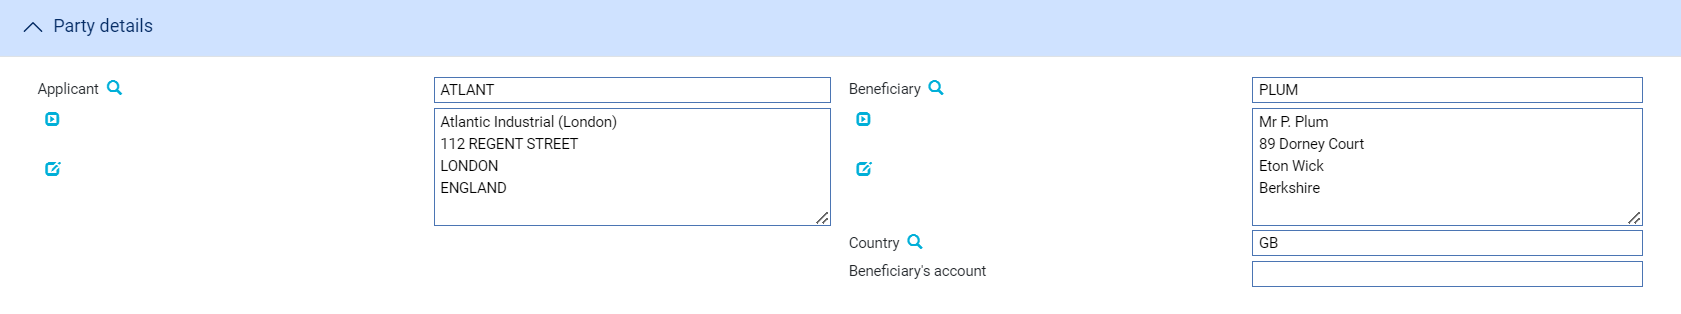 Party details
Applicant
ATLANT
Atlantic Industrial (London)
112 REGENT STREET
LONDON
ENGLAND
Beneficiary
PLUM
Mr P. Plum
89 Dorney Court
Eton Wick
Berkshire
Country
GB
Beneficiary's account